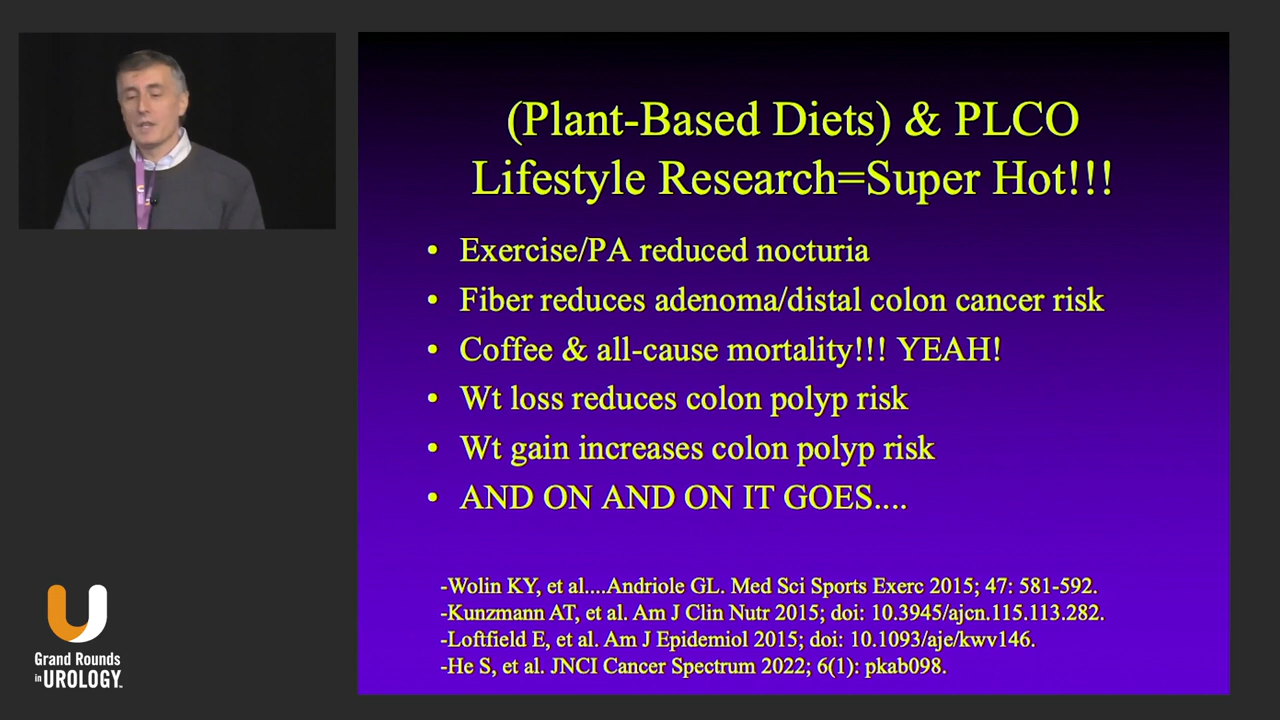 (Plant-Based Diets) & PLCO
Lifestyle Research=Super Hot!!!
• Exercise/PA reduced nocturia
• Fiber reduces adenoma/distal colon cancer risk
• Coffee & all-cause mortality!!! YEAH!
• Wt loss reduces colon polyp risk
• Wt gain increases colon polyp risk
• AND ON AND ON IT GOES....
-Wolin KY, et al....Andriole GL. Med Sci Sports Exerc 2015; 47: 581-592.
-Kunzmann AT, et al. Am J Clin Nutr 2015; doi: 10.3945/ajcn.115.113.282.
-Loftfield E, et al. Am J Epidemiol 2015; doi: 10.1093/aje/kwv146.
-He S, et al. JNCI Cancer Spectrum 2022; 6(1): pkab098.
Grand Rounds
in UROLOGY™